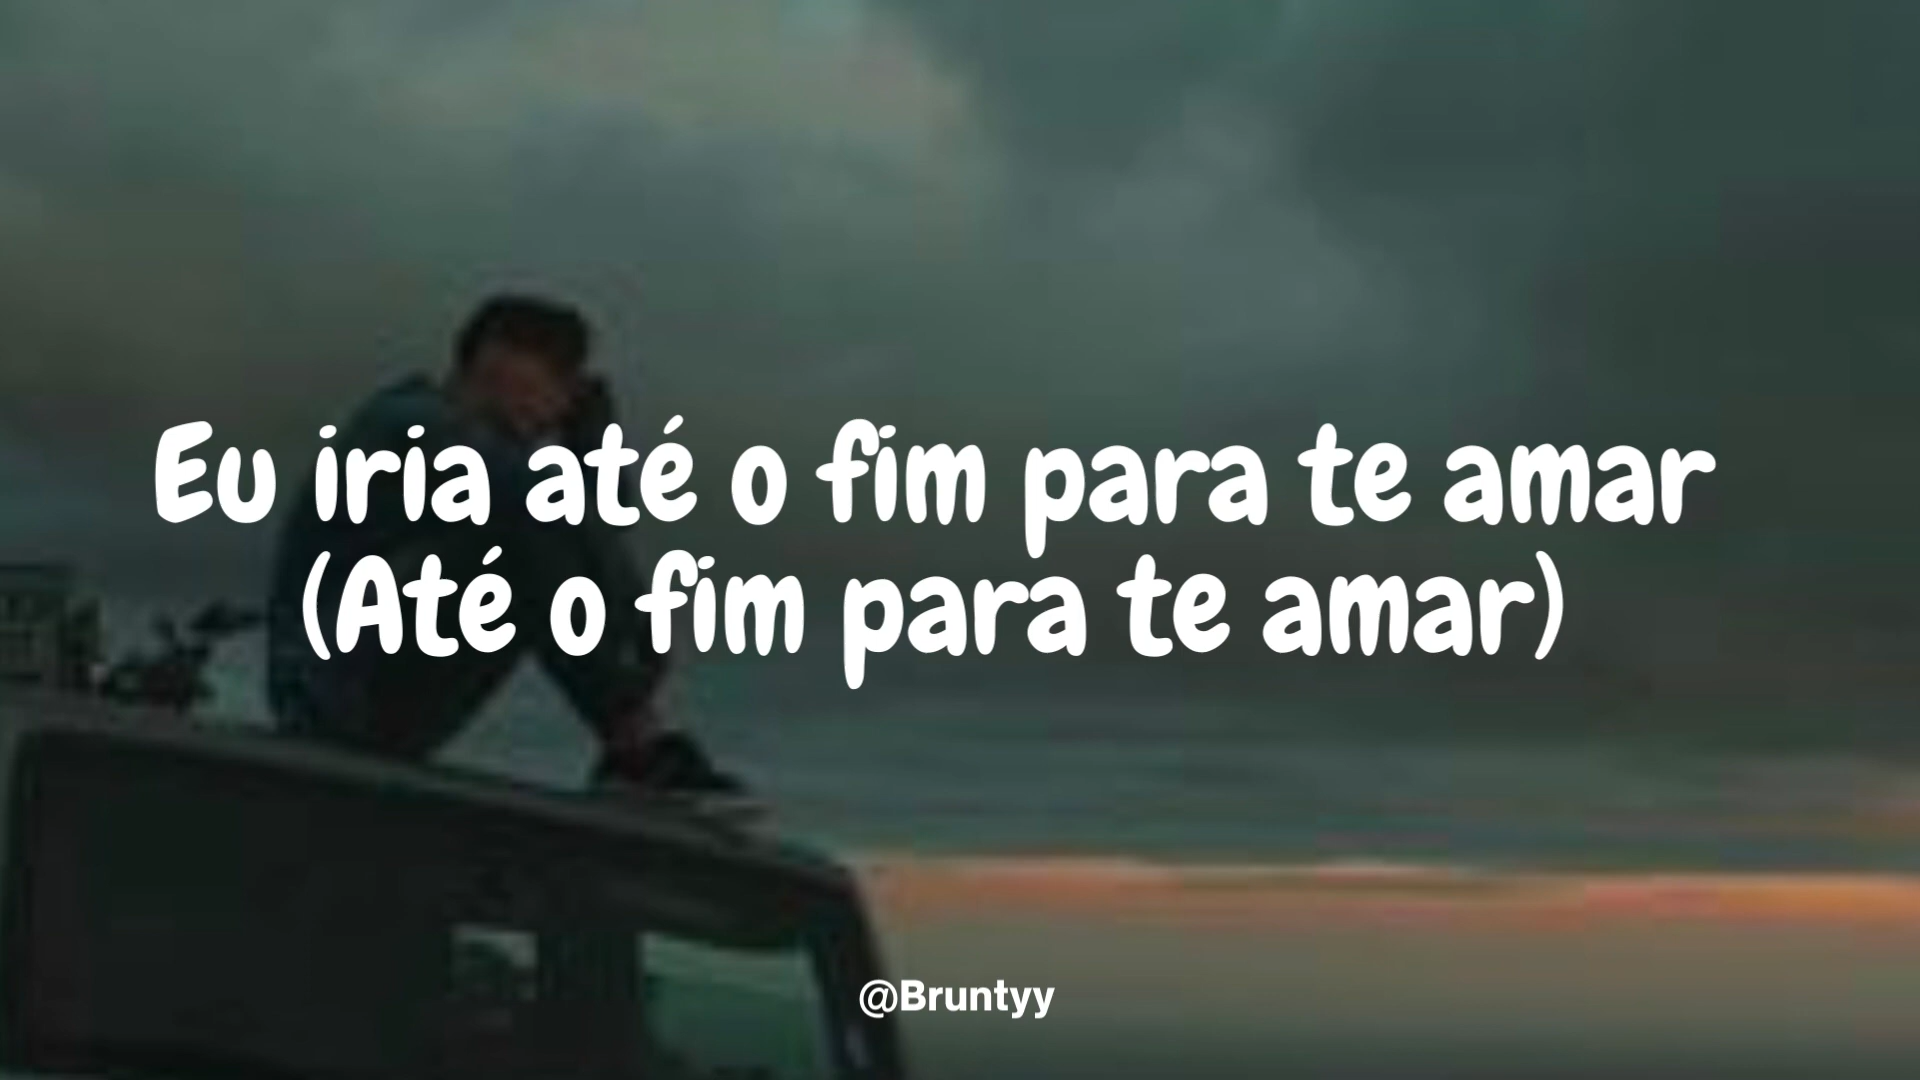 Eu iria até o fim para te amar
(Até o fim para te amar)
@Bruntyy